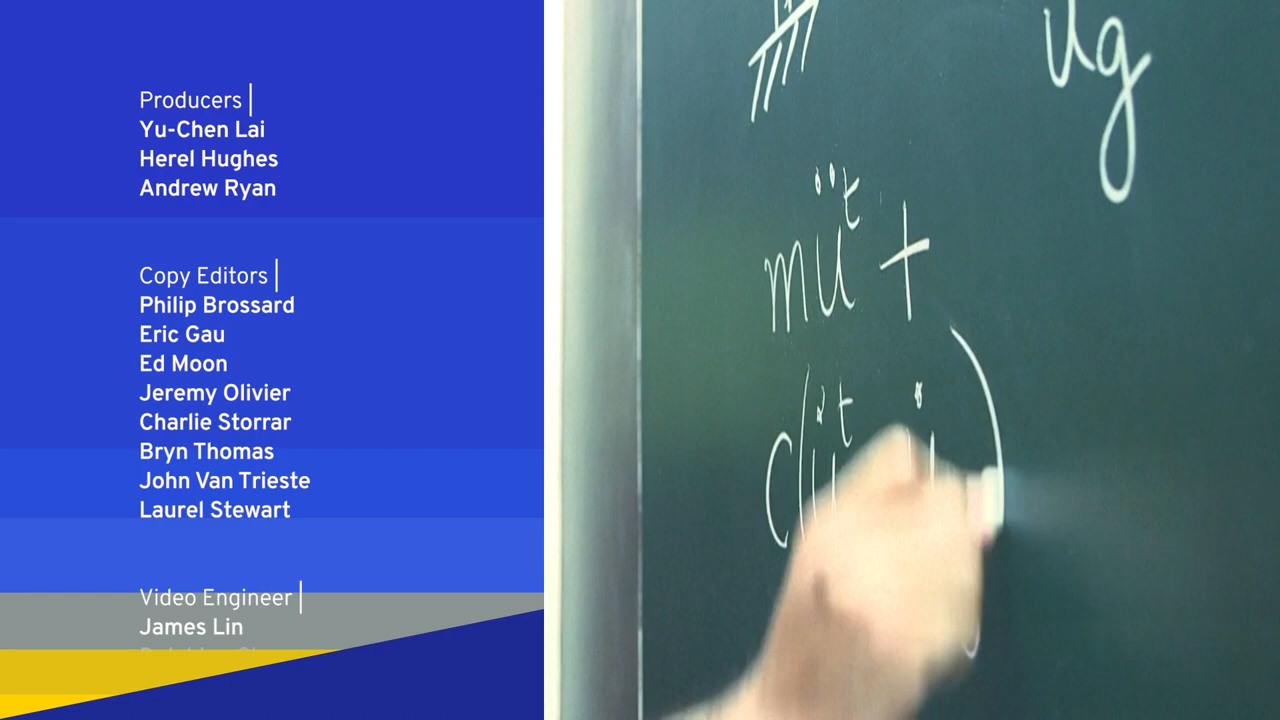 Producers |
Yu-Chen Lai
Herel Hughes
Andrew Ryan
Copy Editors |
Philip Brossard
Eric Gau
Ed Moon
Jeremy Olivier
Charlie Storrar
Bryn Thomas
John Van Trieste
Laurel Stewart
Video Engineer |
James Lin
ug
müᵗ +